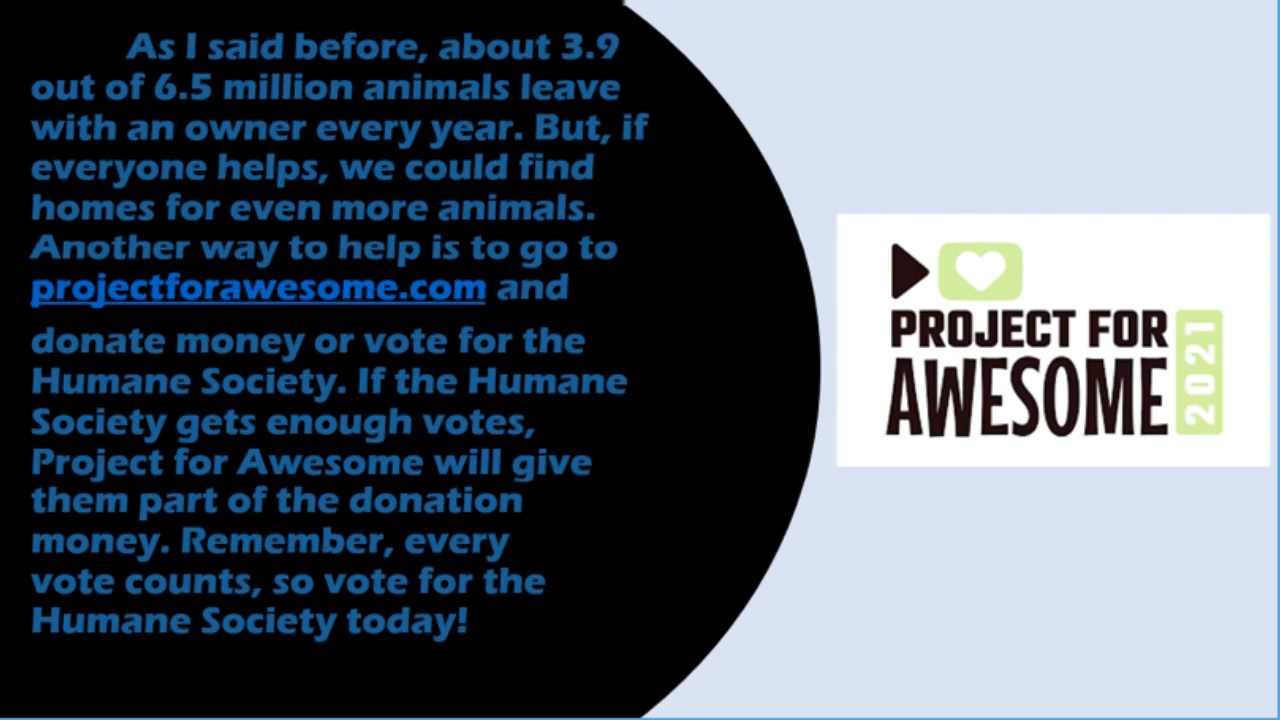 As I said before, about 3.9
out of 6.5 million animals leave
with an owner every year. But, if
everyone helps, we could find
homes for even more animals.
Another way to help is to go to
projectforawesome.com and
donate money or vote for the
Humane Society. If the Humane
Society gets enough votes,
Project for Awesome will give
them part of the donation
money. Remember, every
vote counts, so vote for the
Humane Society today!
PROJECT FOR
AWESOME
2021